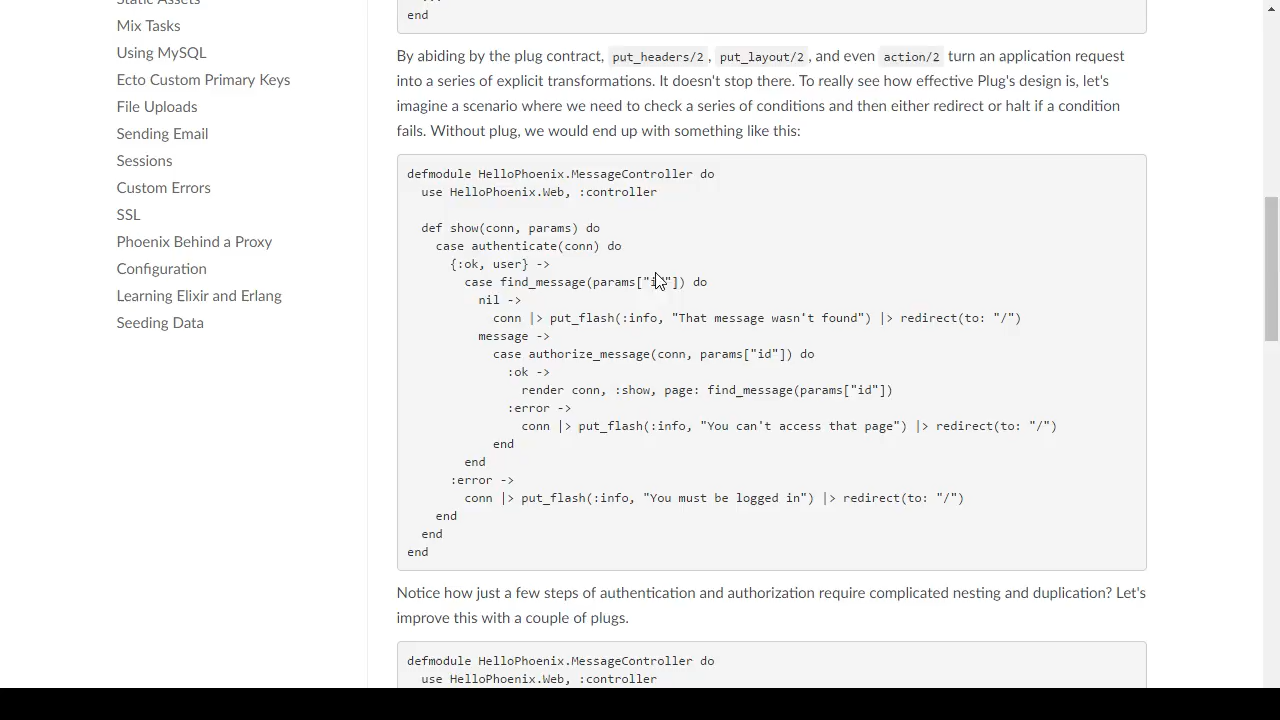 Static Assets
Mix Tasks
Using MySQL
Ecto Custom Primary Keys
File Uploads
Sending Email
Sessions
Custom Errors
SSL
Phoenix Behind a Proxy
Configuration
Learning Elixir and Erlang
Seeding Data
end
By abiding by the plug contract, put_headers/2, put_layout/2, and even action/2 turn an application request
into a series of explicit transformations. It doesn't stop there. To really see how effective Plug's design is, let's
imagine a scenario where we need to check a series of conditions and then either redirect or halt if a condition
fails. Without plug, we would end up with something like this:
defmodule HelloPhoenix.MessageController do
  use HelloPhoenix.Web, :controller

  def show(conn, params) do
    case authenticate(conn) do
      {:ok, user} ->
        case find_message(params["id"]) do
          nil ->
            conn |> put_flash(:info, "That message wasn't found") |> redirect(to: "/")
          message ->
            case authorize_message(conn, params["id"]) do
              :ok ->
                render conn, :show, page: find_message(params["id"])
              :error ->
                conn |> put_flash(:info, "You can't access that page") |> redirect(to: "/")
            end
        end
      :error ->
        conn |> put_flash(:info, "You must be logged in") |> redirect(to: "/")
    end
  end
end
Notice how just a few steps of authentication and authorization require complicated nesting and duplication? Let's
improve this with a couple of plugs.
defmodule HelloPhoenix.MessageController do
  use HelloPhoenix.Web, :controller